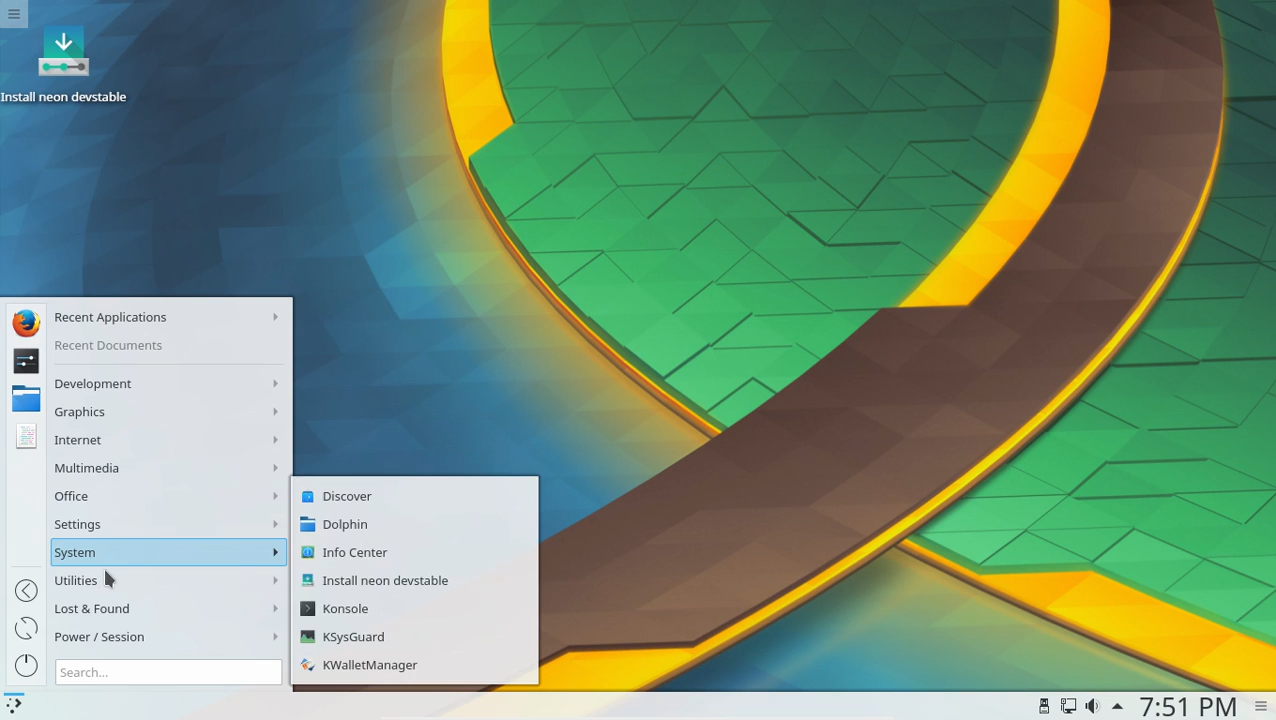 Install neon devstable
Recent Applications
Recent Documents
Development
Graphics
Internet
Multimedia
Office
Settings
System
Utilities
Lost & Found
Power / Session
Search...
Discover
Dolphin
Info Center
Install neon devstable
Konsole
KSysGuard
KWalletManager
7:51 PM